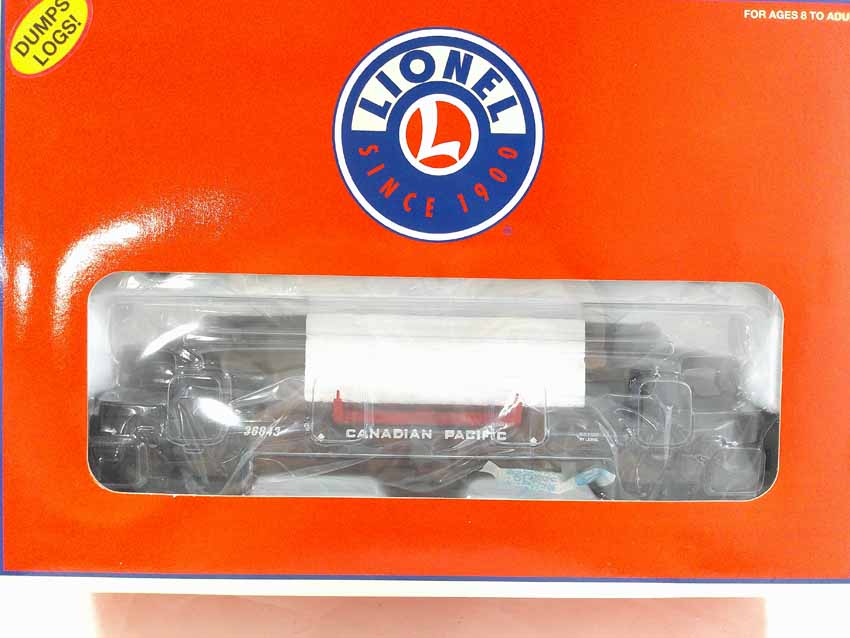 DUMPS
LOGS!
FOR AGES 8 TO ADU
LIONEL
L
SINCE 1900
36843
CANADIAN PACIFIC